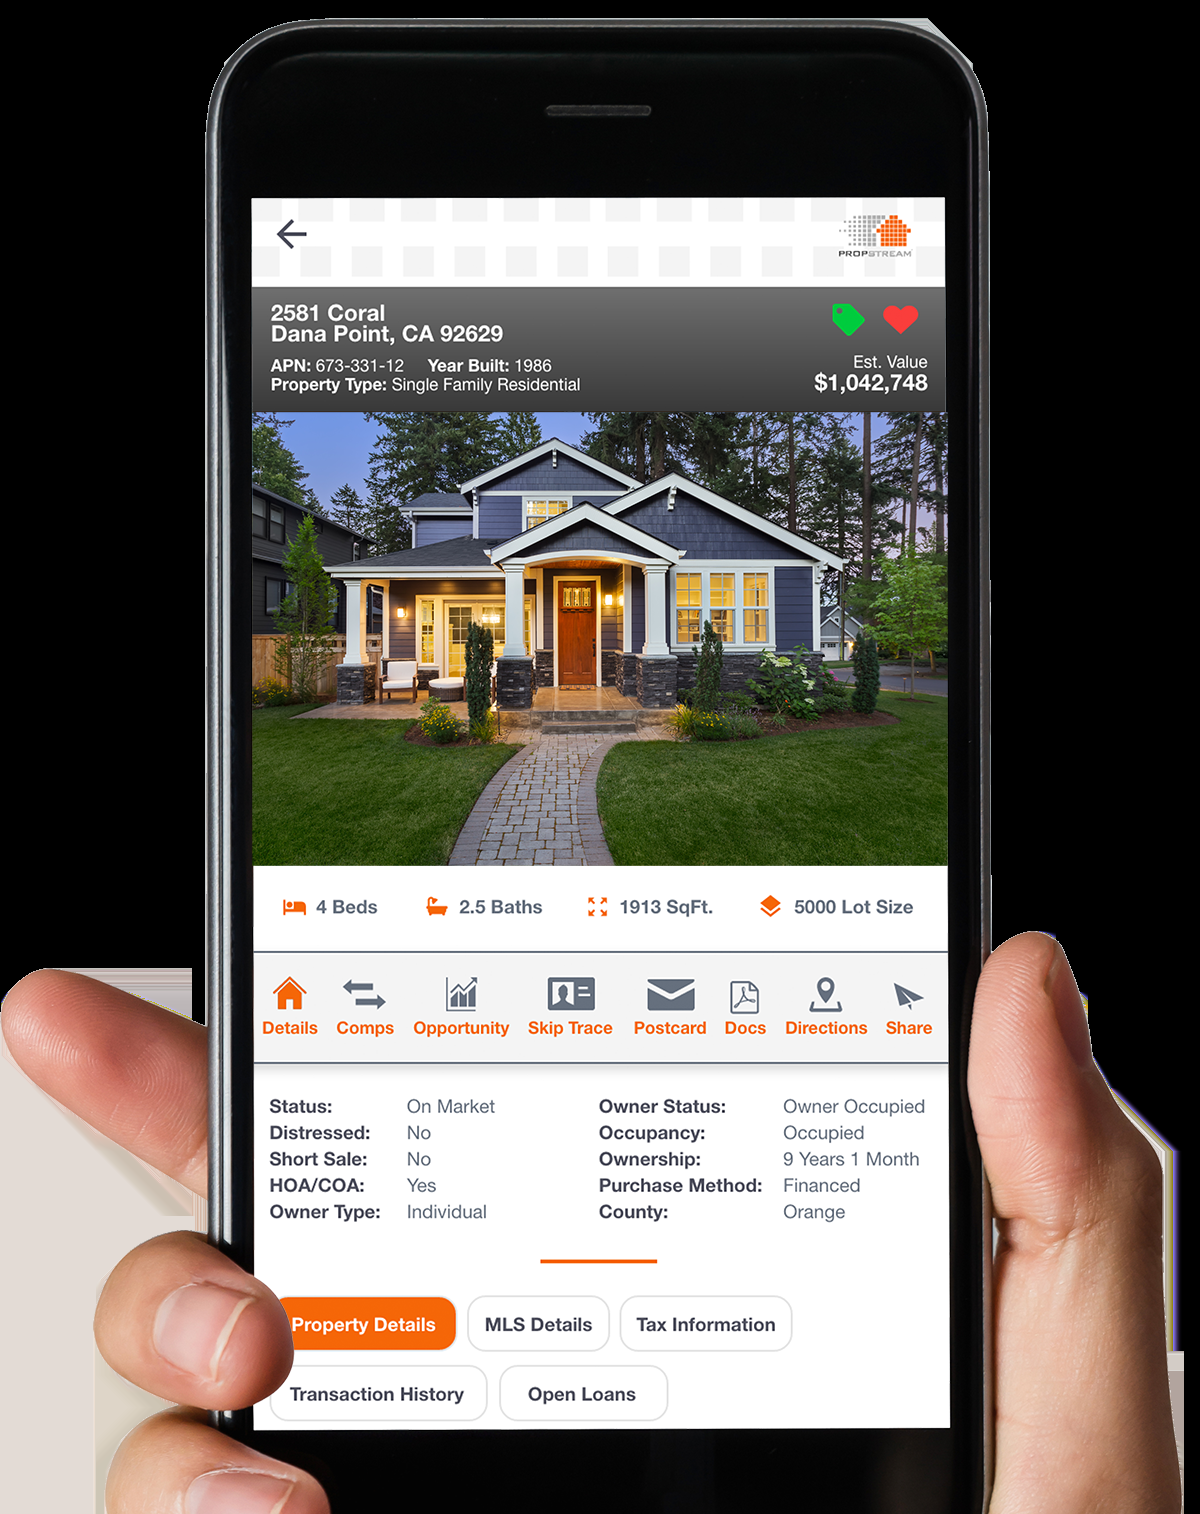 PROPSTREAM
2581 Coral
Dana Point, CA 92629
APN: 673-331-12 Year Built: 1986
Property Type: Single Family Residential
Est. Value
$1,042,748
4 Beds 2.5 Baths 1913 SqFt. 5000 Lot Size
Details Comps Opportunity Skip Trace Postcard Docs Directions Share
Status: On Market
Distressed: No
Short Sale: No
HOA/COA: Yes
Owner Type: Individual
Owner Status: Owner Occupied
Occupancy: Occupied
Ownership: 9 Years 1 Month
Purchase Method: Financed
County: Orange
Property Details MLS Details Tax Information
Transaction History Open Loans